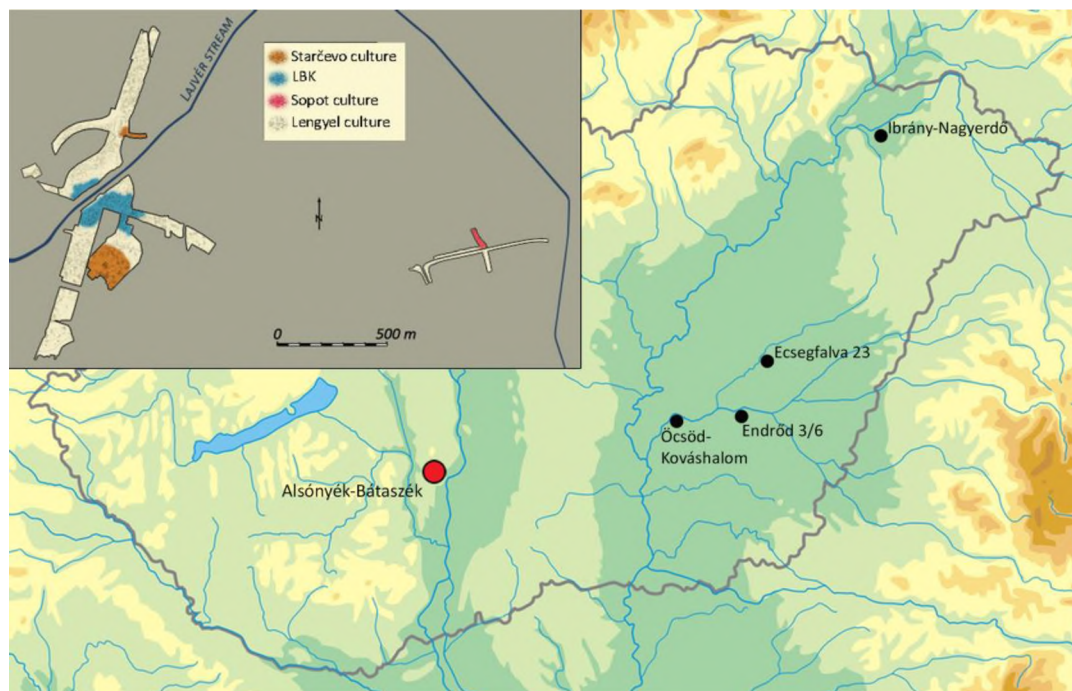 LAJVÉR STREAM
Starčevo culture
LBK
Sopot culture
Lengyel culture
N
0 500 m
Ibrány-Nagyerdő
Ecsegfalva 23
Endrőd 3/6
Öcsöd-
Kováshalom
Alsónyék-Bátaszék